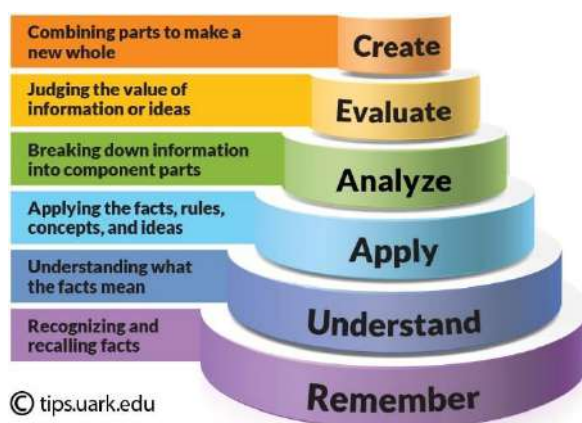 Combining parts to make a
new whole
Create
Judging the value of
information or ideas
Evaluate
Breaking down information
into component parts
Analyze
Applying the facts, rules,
concepts, and ideas
Apply
Understanding what
the facts mean
Understand
Recognizing and
recalling facts
Remember
© tips.uark.edu